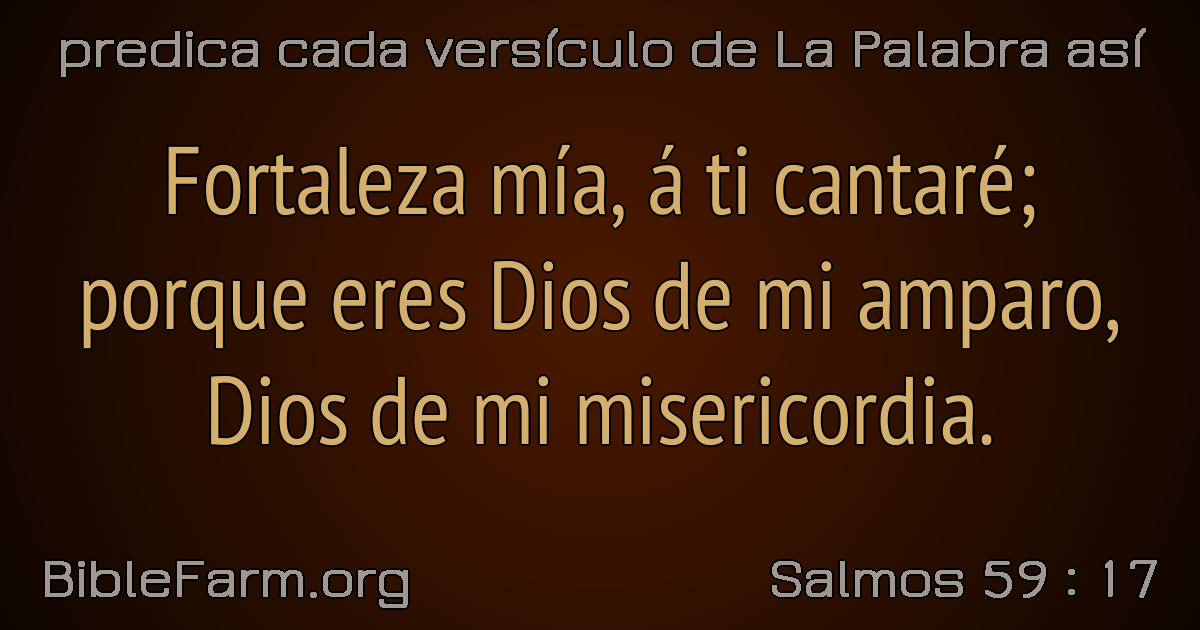 predica cada versículo de La Palabra así
Fortaleza mía, á ti cantaré;
porque eres Dios de mi amparo,
Dios de mi misericordia.
BibleFarm.org
Salmos 59 : 17